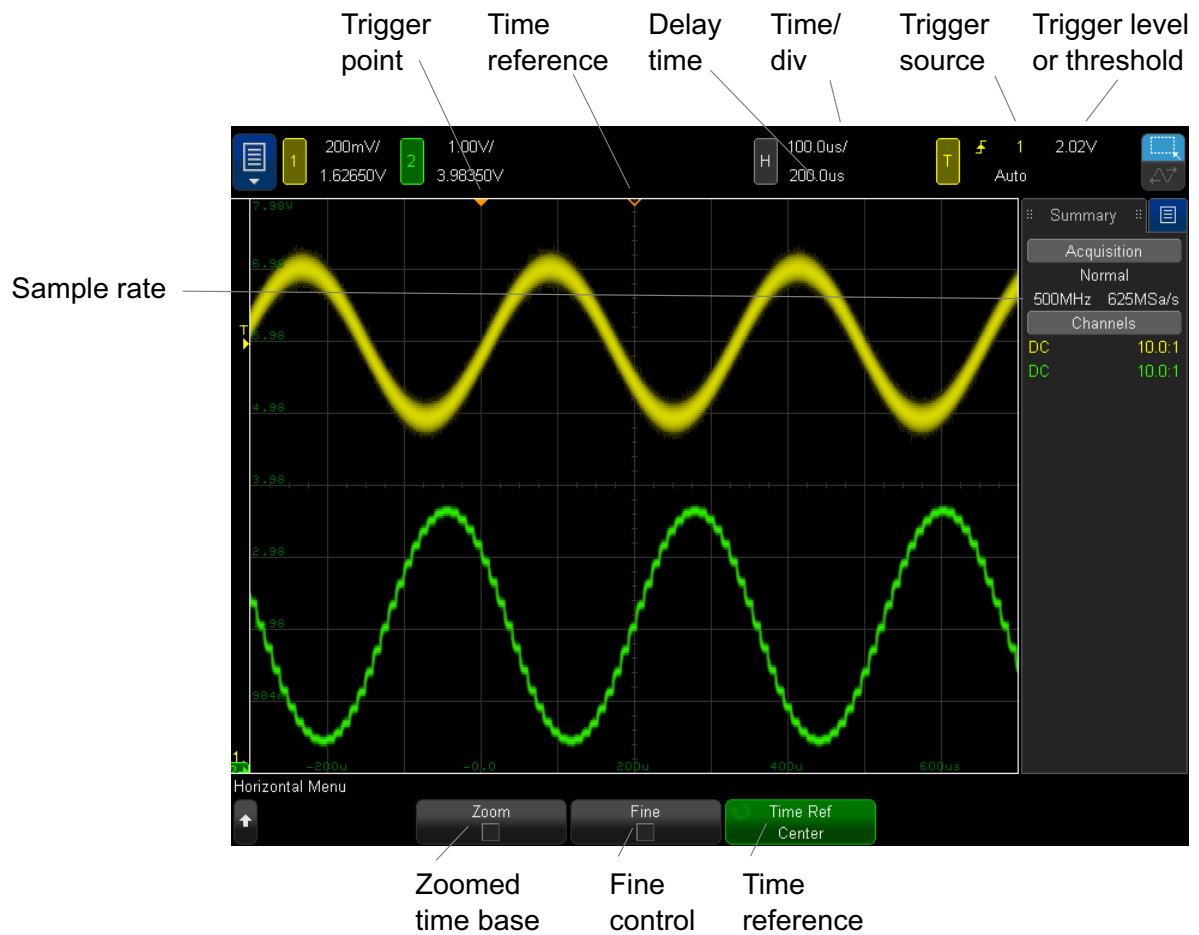 Trigger point
Time reference
Delay time
Time/ div
Trigger source
Trigger level or threshold
1
200mV/
1.62650V
2
1.00V/
3.98350V
H
100.0us/
200.0us
T
1
2.02V
Auto
7.98V
6.98
5.98
4.98
3.98
2.98
1.98
984m
T
1
-200u
-0.0
200u
400u
600us
Summary
Acquisition
Normal
500MHz 625MSa/s
Channels
DC 10.0:1
DC 10.0:1
Sample rate
Horizontal Menu
Zoom
Fine
Time Ref
Center
Zoomed time base
Fine control
Time reference